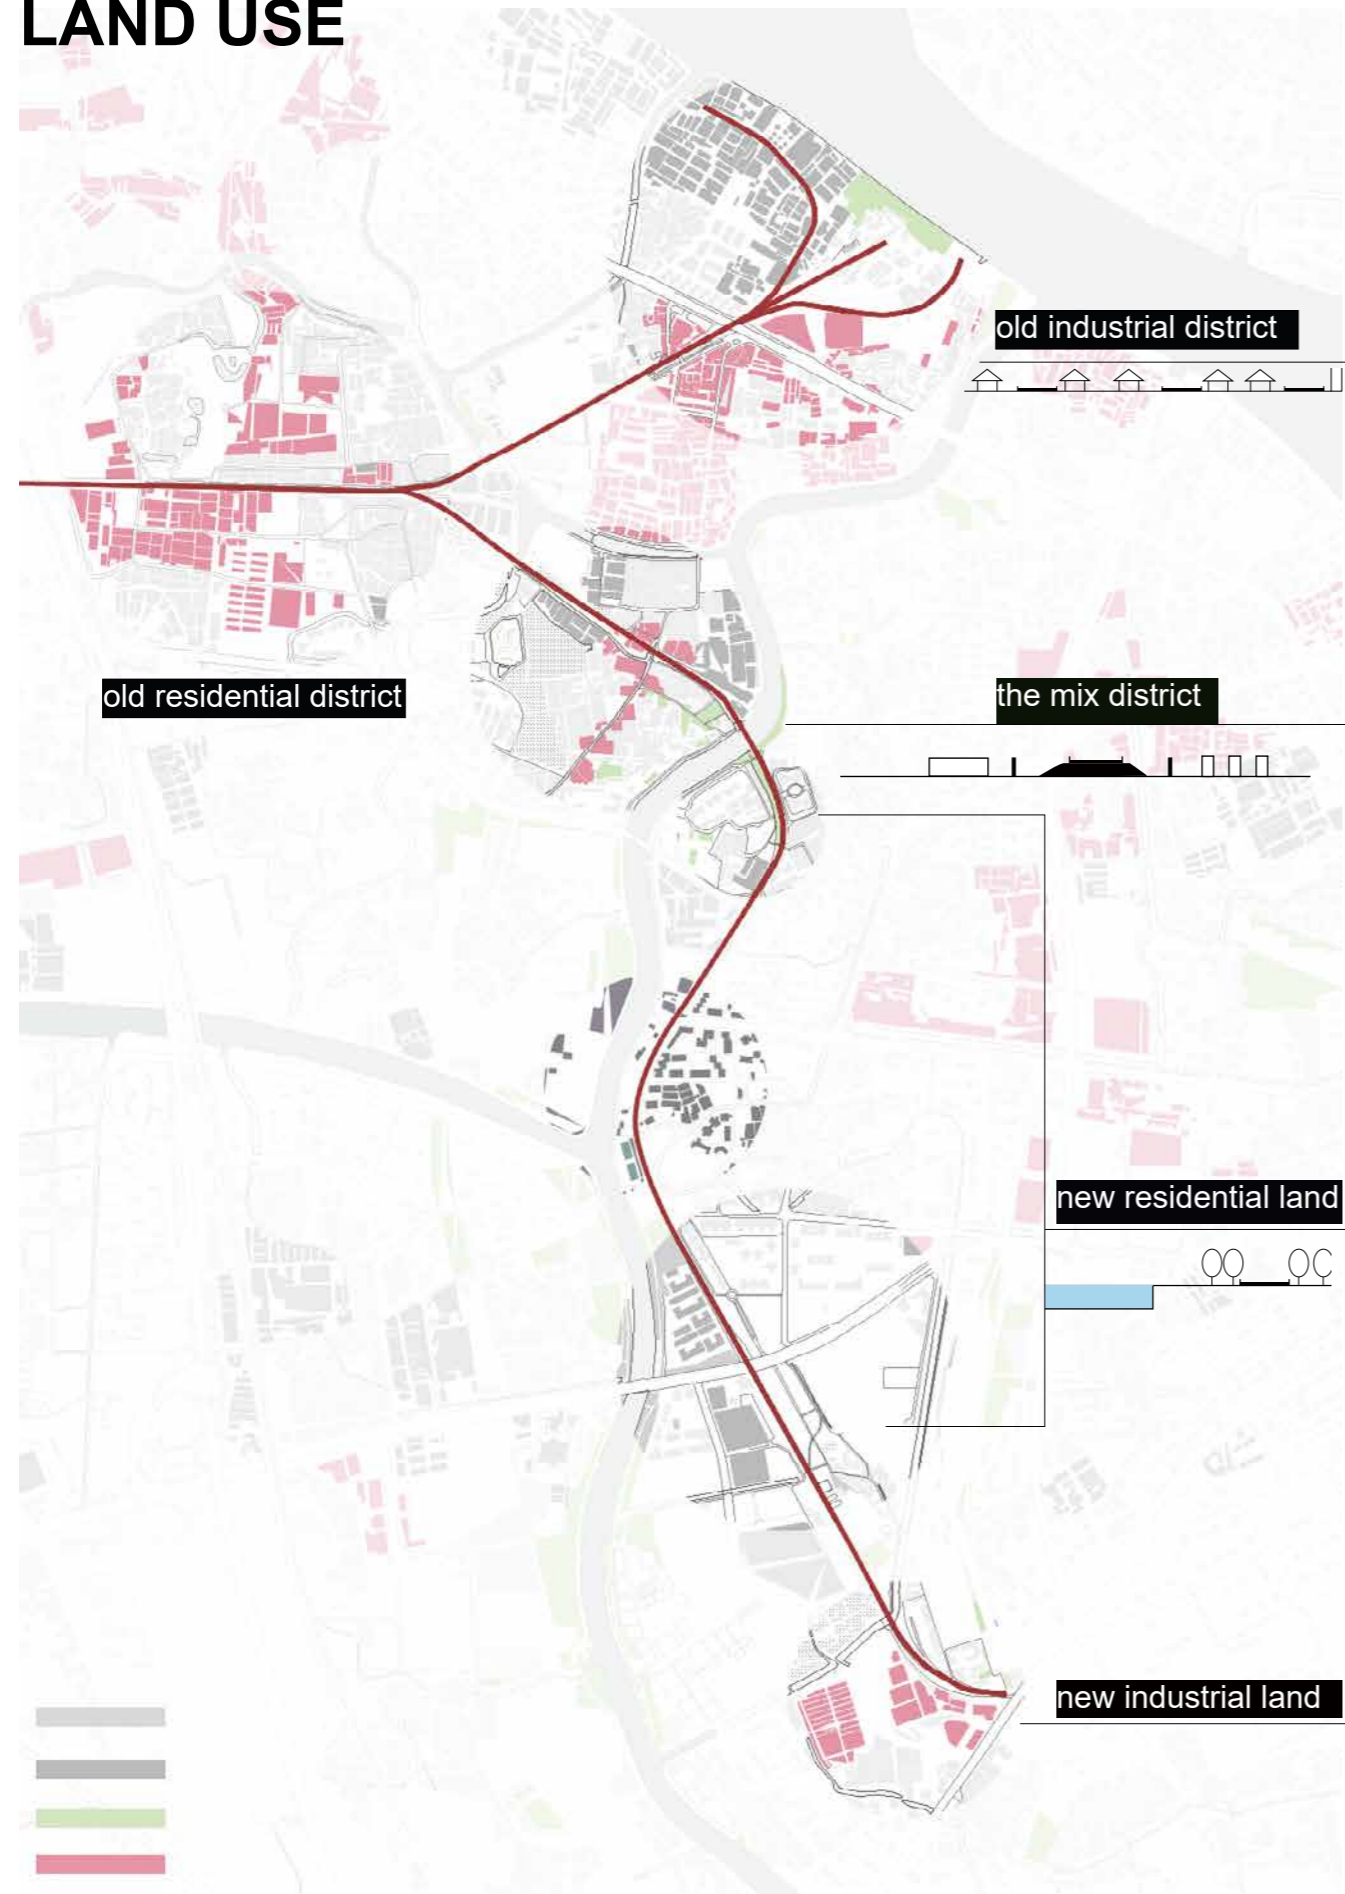 LAND USE
old industrial district
old residential district
the mix district
new residential land
new industrial land